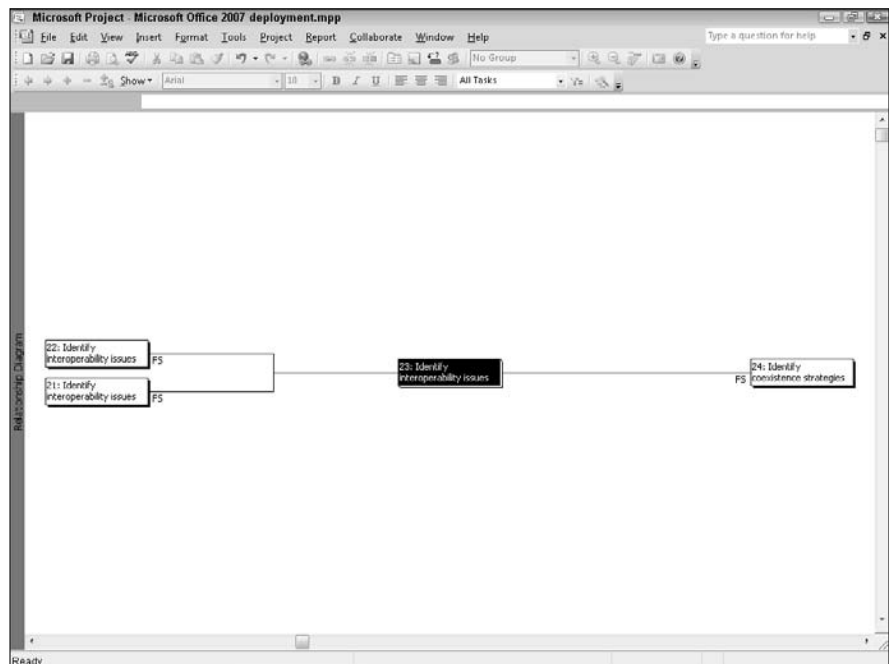 Microsoft Project - Microsoft Office 2007 deployment.mpp
File Edit View Insert Format Tools Project Report Collaborate Window Help
Type a question for help
No Group
Show
Arial
10
B I U
All Tasks
Relationship Diagram
22: Identify
interoperability issues
FS
21: Identify
interoperability issues
FS
23: Identify
interoperability issues
24: Identify
FS coexistence strategies
Ready